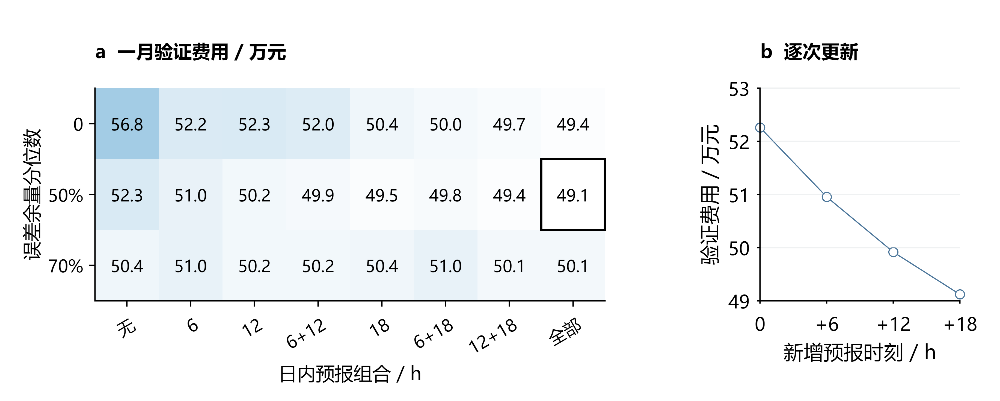 a 一月验证费用 / 万元
误差余量分位数
0 56.8 52.2 52.3 52.0 50.4 50.0 49.7 49.4
50% 52.3 51.0 50.2 49.9 49.5 49.8 49.4 49.1
70% 50.4 51.0 50.2 50.2 50.4 51.0 50.1 50.1
无 6 12 6+12 18 6+18 12+18 全部
日内预报组合 / h
b 逐次更新
验证费用 / 万元
53
52
51
50
49
0 +6 +12 +18
新增预报时刻 / h